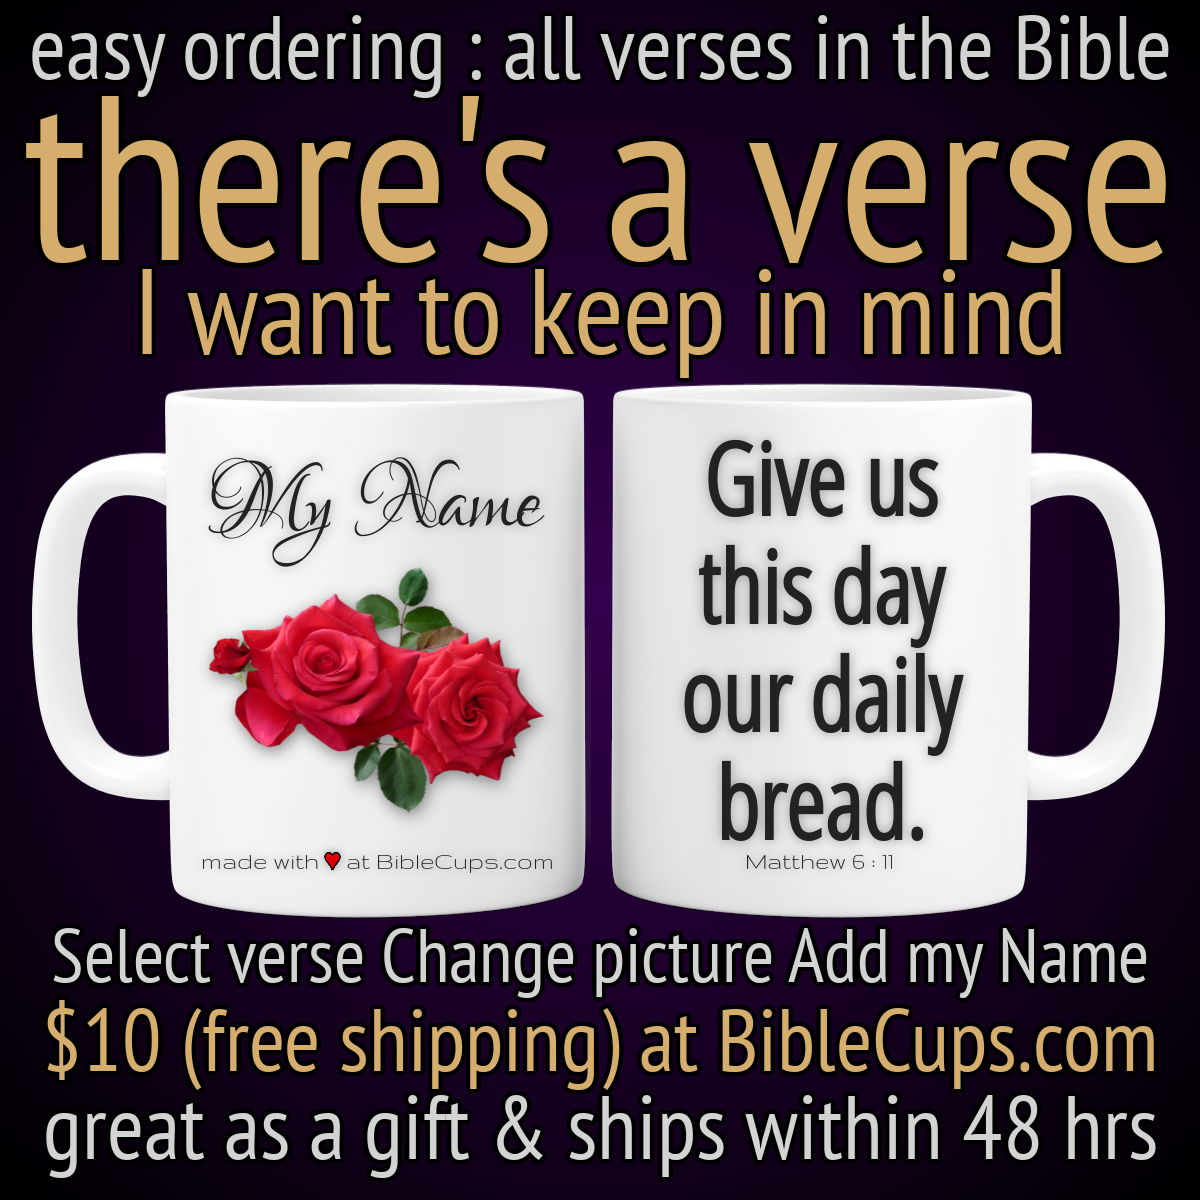 easy ordering : all verses in the Bible
there's a verse
I want to keep in mind
My Name
made with ❤ at BibleCups.com
Give us
this day
our daily
bread.
Matthew 6 : 11
Select verse Change picture Add my Name
$10 (free shipping) at BibleCups.com
great as a gift & ships within 48 hrs